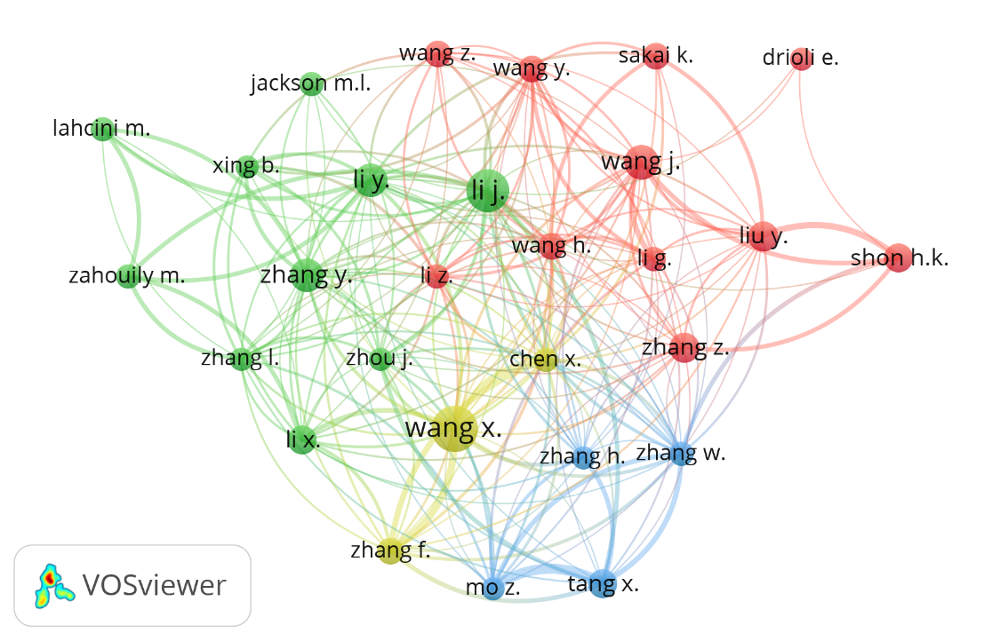 wang z.
wang y.
sakai k.
drioli e.
jackson m.l.
lahcini m.
xing b.
li y.
li j.
wang j.
wang h.
li g.
liu y.
shon h.k.
zahouily m.
zhang y.
li z.
zhang l.
zhou j.
chen x.
zhang z.
li x.
wang x.
zhang h.
zhang w.
zhang f.
mo z.
tang x.
VOSviewer